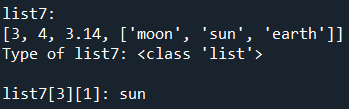 list7:
[3, 4, 3.14, ['moon', 'sun', 'earth']]
Type of list7: <class 'list'>
list7[3][1]: sun